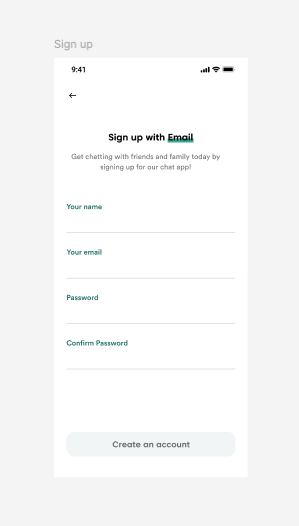 Sign up
9:41
Sign up with Email
Get chatting with friends and family today by
signing up for our chat app!
Your name
Your email
Password
Confirm Password
Create an account